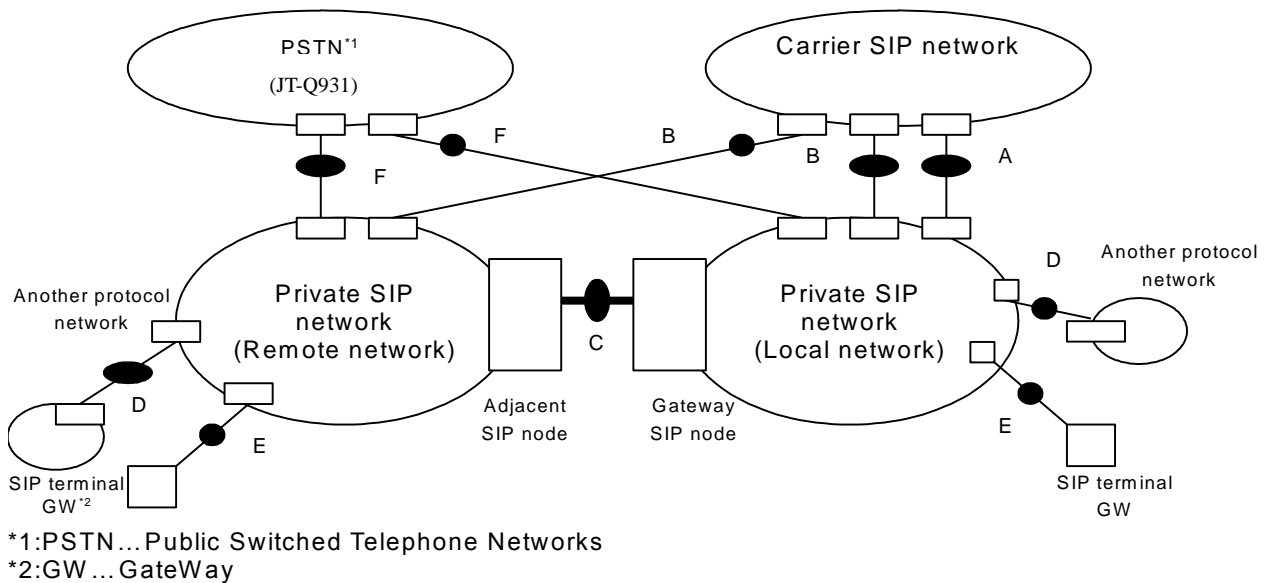 PSTN*1
(JT-Q931)
Carrier SIP network
F
B
B
A
F
D
Another protocol
network
Another protocol
network
Private SIP
network
(Remote network)
C
Private SIP
network
(Local network)
D
E
Adjacent
SIP node
Gateway
SIP node
E
SIP terminal
GW*2
SIP terminal
GW
*1:PSTN…Public Switched Telephone Networks
*2:GW…GateWay